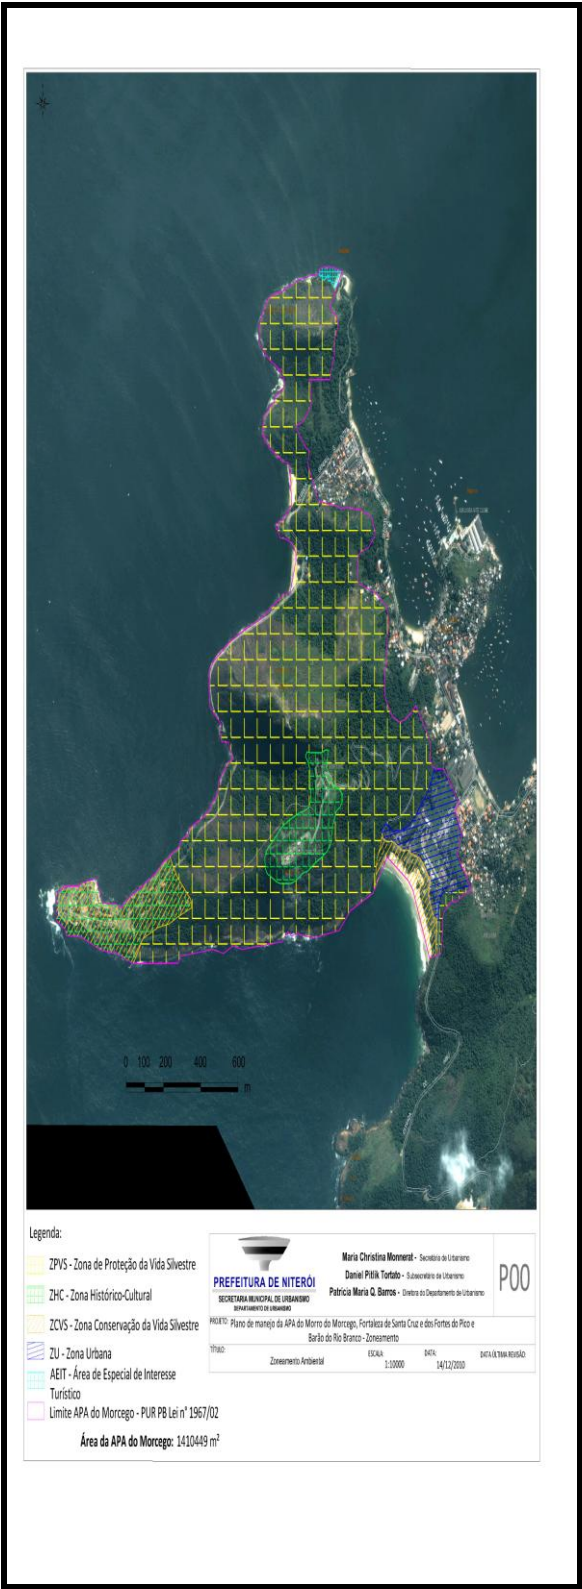 0 100 200 400 600
m
Legenda:
ZPVS - Zona de Proteção da Vida Silvestre
ZHC - Zona Histórico-Cultural
ZCVS - Zona Conservação da Vida Silvestre
ZU - Zona Urbana
AEIT - Área de Especial de Interesse
Turístico
Limite APA do Morcego - PUR PB Lei n° 1967/02
Área da APA do Morcego: 1410449 m²
PREFEITURA DE NITERÓI
SECRETARIA MUNICIPAL DE URBANISMO
DEPARTAMENTO DE URBANISMO
Maria Christina Monnerat - Secretária de Urbanismo
Daniel Pitlik Tortato - Subsecretário de Urbanismo
Patricia Maria Q. Barros - Diretora do Departamento de Urbanismo
P00
PROJETO: Plano de manejo da APA do Morro do Morcego, Fortaleza de Santa Cruz e dos Fortes do Pico e
Barão do Rio Branco - Zoneamento
TÍTULO: Zoneamento Ambiental
ESCALA: 1:10000
DATA: 14/12/2010
DATA ÚLTIMA REVISÃO: